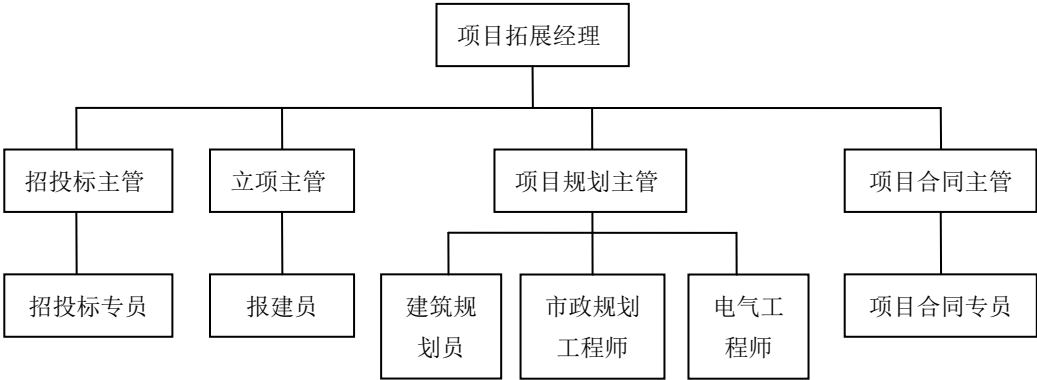 项目拓展经理
招投标主管
立项主管
项目规划主管
项目合同主管
招投标专员
报建员
建筑规
划员
市政规划
工程师
电气工
程师
项目合同专员